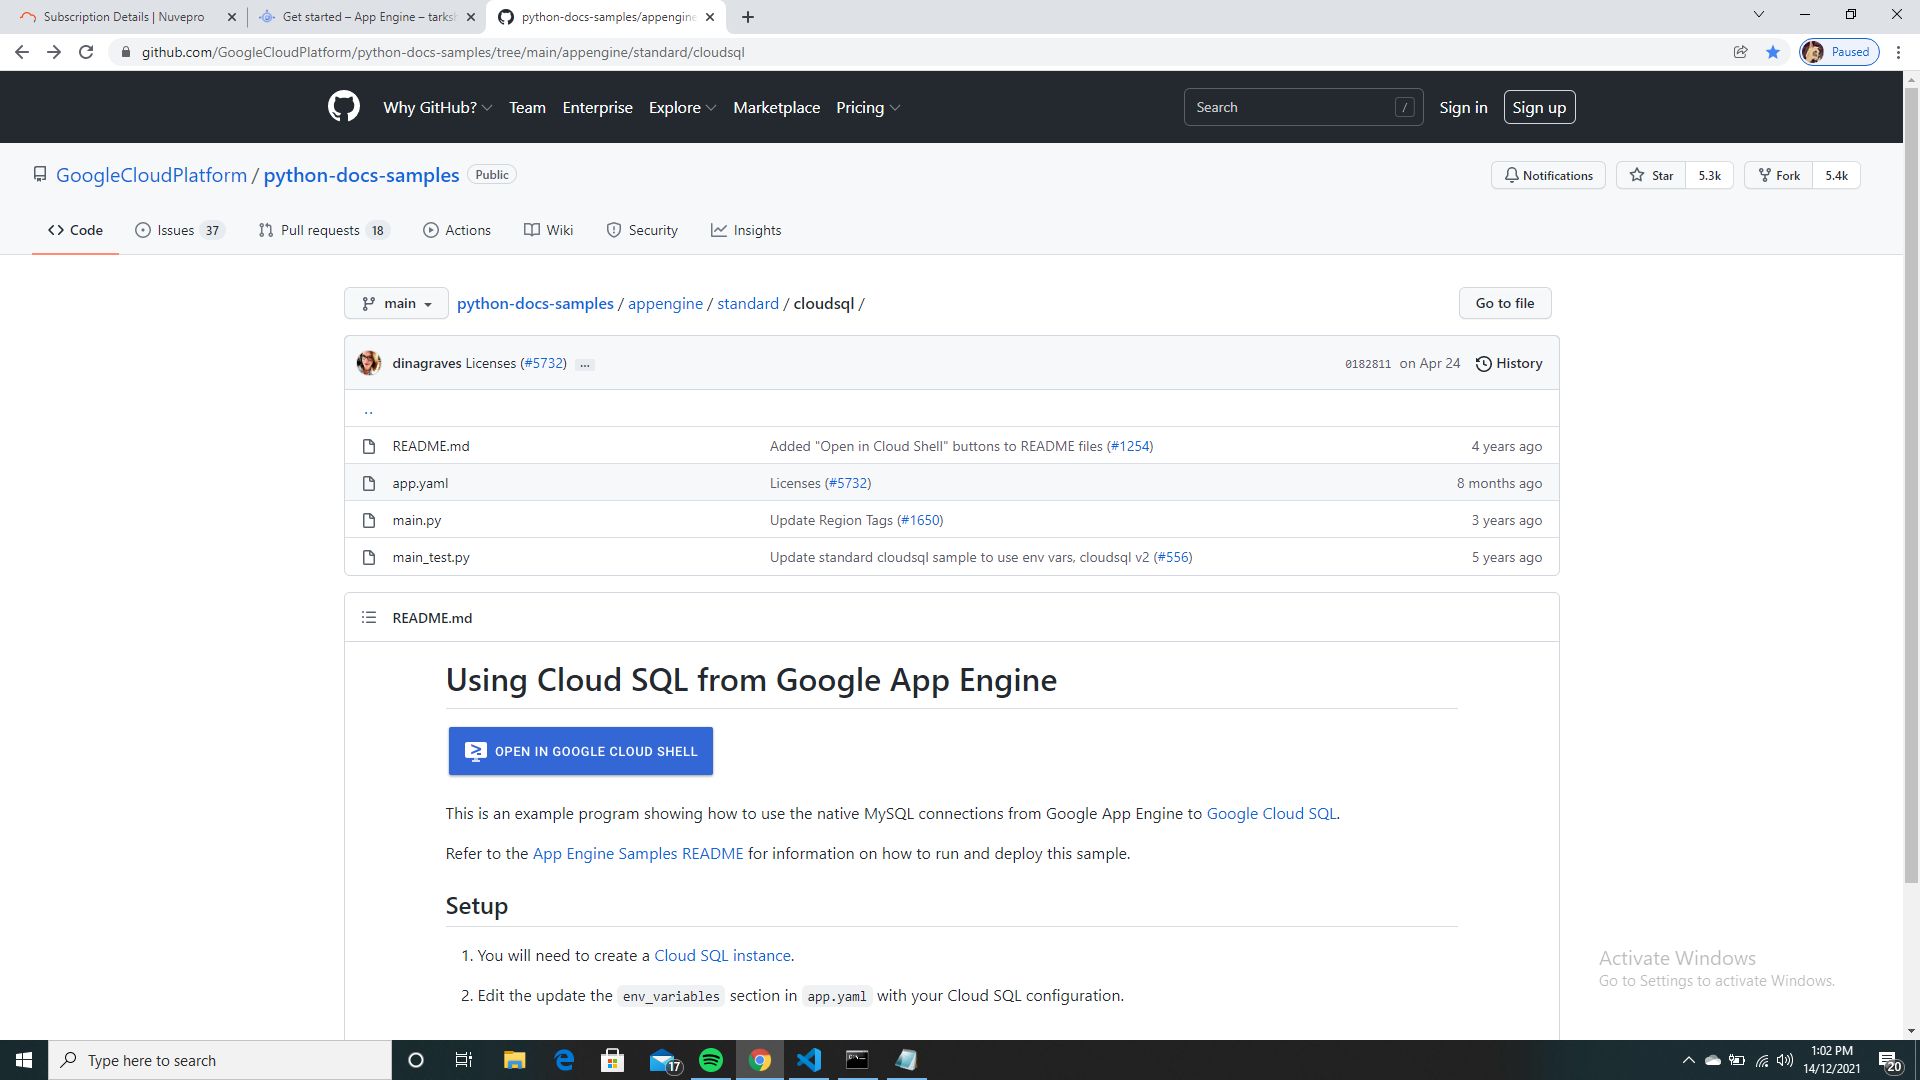 Subscription Details | Nuvepro
Get started – App Engine – tarksh
python-docs-samples/appengine
github.com/GoogleCloudPlatform/python-docs-samples/tree/main/appengine/standard/cloudsql
Paused
Why GitHub? Team Enterprise Explore Marketplace Pricing
Search /
Sign in Sign up
GoogleCloudPlatform / python-docs-samples Public
Notifications Star 5.3k Fork 5.4k
Code Issues 37 Pull requests 18 Actions Wiki Security Insights
main python-docs-samples / appengine / standard / cloudsql / Go to file
dinagraves Licenses (#5732) ... 0182811 on Apr 24 History
..
README.md Added "Open in Cloud Shell" buttons to README files (#1254) 4 years ago
app.yaml Licenses (#5732) 8 months ago
main.py Update Region Tags (#1650) 3 years ago
main_test.py Update standard cloudsql sample to use env vars, cloudsql v2 (#556) 5 years ago
README.md
Using Cloud SQL from Google App Engine
OPEN IN GOOGLE CLOUD SHELL
This is an example program showing how to use the native MySQL connections from Google App Engine to Google Cloud SQL.
Refer to the App Engine Samples README for information on how to run and deploy this sample.
Setup
1. You will need to create a Cloud SQL instance.
2. Edit the update the env_variables section in app.yaml with your Cloud SQL configuration.
Activate Windows
Go to Settings to activate Windows.
Type here to search
17
1:02 PM
14/12/2021
20